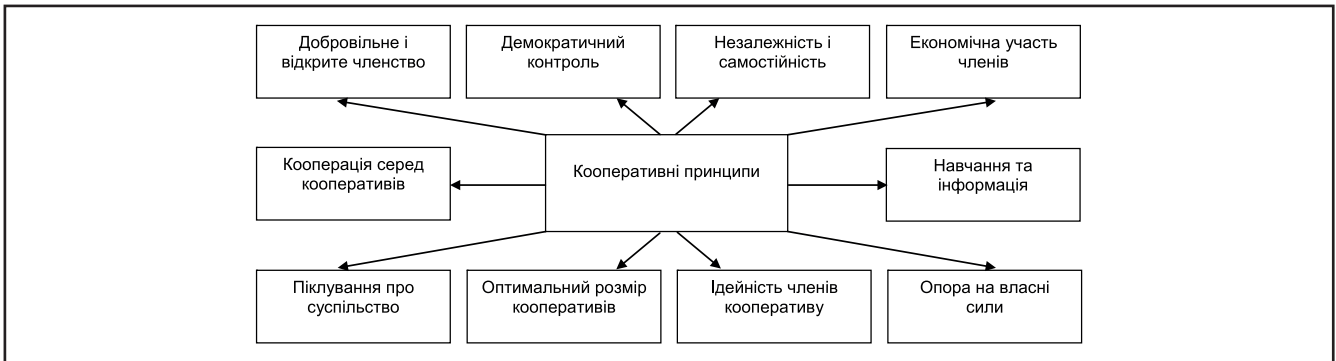 Добровільне і
відкрите членство
Демократичний
контроль
Незалежність і
самостійність
Економічна участь
членів
Кооперація серед
кооперативів
Кооперативні принципи
Навчання та
інформація
Піклування про
суспільство
Оптимальний розмір
кооперативів
Ідейність членів
кооперативу
Опора на власні
сили